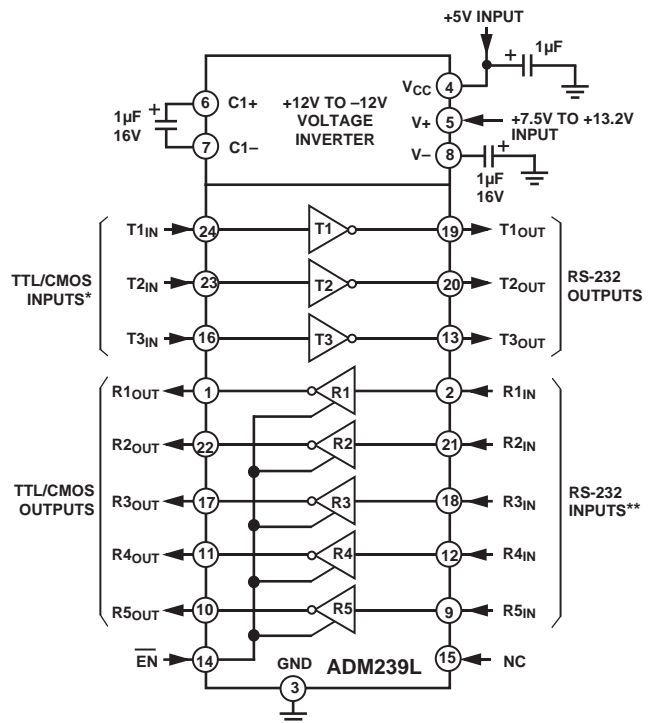 +5V INPUT
1µF
+
VCC 4
6 C1+
+12V TO –12V
VOLTAGE
INVERTER
+
1µF
16V
V+ 5
+7.5V TO +13.2V
INPUT
7 C1–
V– 8
+
1µF
16V
TTL/CMOS
INPUTS*
T1IN 24 T1 19 T1OUT
T2IN 23 T2 20 T2OUT
T3IN 16 T3 13 T3OUT
RS-232
OUTPUTS
TTL/CMOS
OUTPUTS
R1OUT 1 R1 2 R1IN
R2OUT 22 R2 21 R2IN
R3OUT 17 R3 18 R3IN
R4OUT 11 R4 12 R4IN
R5OUT 10 R5 9 R5IN
RS-232
INPUTS**
EN 14
GND
3
ADM239L
15 NC